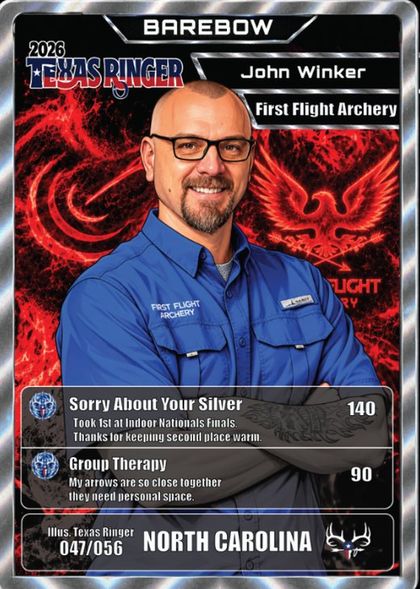 BAREBOW
2026
TEXAS RINGER
John Winker
First Flight Archery
FLIGHT
RY
FIRST FLIGHT
ARCHERY
Sorry About Your Silver 140
Took 1st at Indoor Nationals Finals.
Thanks for keeping second place warm.
Group Therapy 90
My arrows are so close together
they need personal space.
Illus. Texas Ringer
047/056
NORTH CAROLINA